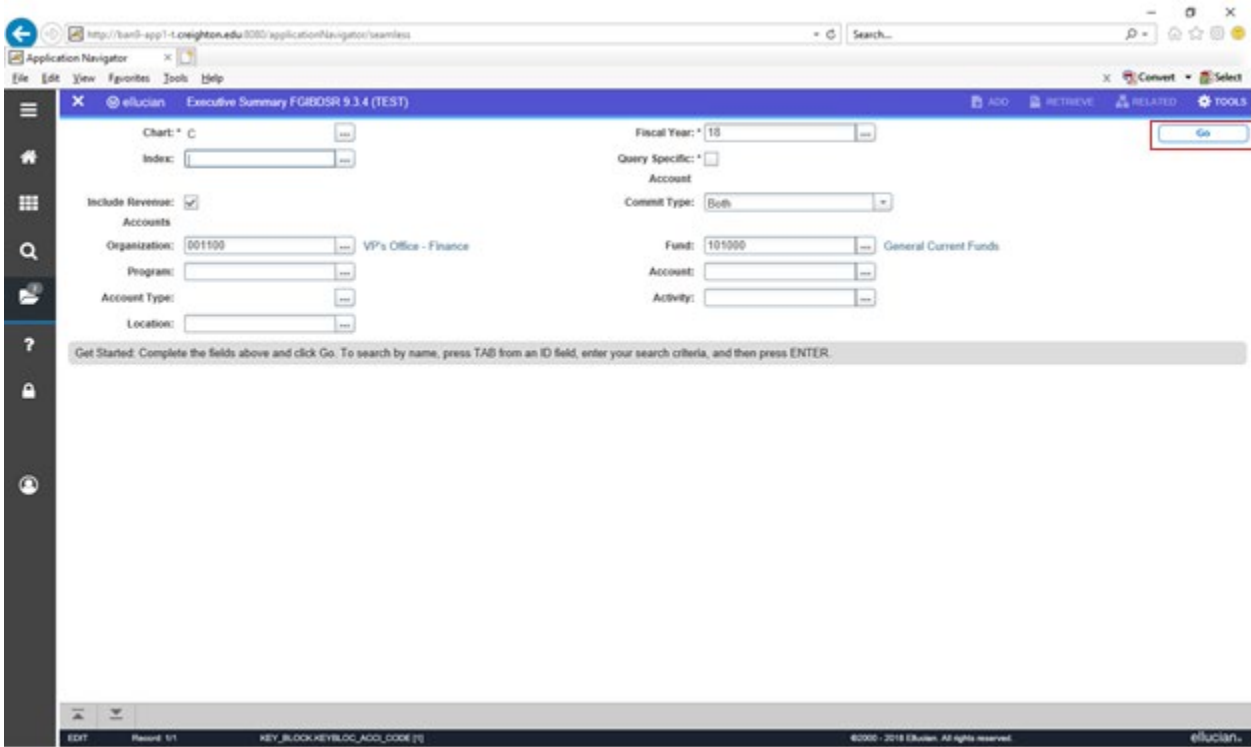 http://ban9-app1-t.creighton.edu:8080/applicationNavigator/seamless
Search...
Application Navigator
File Edit View Favorites Tools Help
x Convert Select
ellucian Executive Summary FGIBDSR 9.3.4 (TEST) ADD RETRIEVE RELATED TOOLS
Chart: * C ... Fiscal Year: * 18 ... Go
Index: ... Query Specific: *
Account
Include Revenue: Commit Type: Both
Accounts
Organization: 001100 ... VP's Office - Finance Fund: 101000 ... General Current Funds
Program: ... Account: ...
Account Type: ... Activity: ...
Location: ...
Get Started: Complete the fields above and click Go. To search by name, press TAB from an ID field, enter your search criteria, and then press ENTER.
EDIT Record: 1/1 KEY_BLOCK.KEYBLOC_ACCI_CODE [1] ©2000 - 2018 Ellucian. All rights reserved. ellucian.